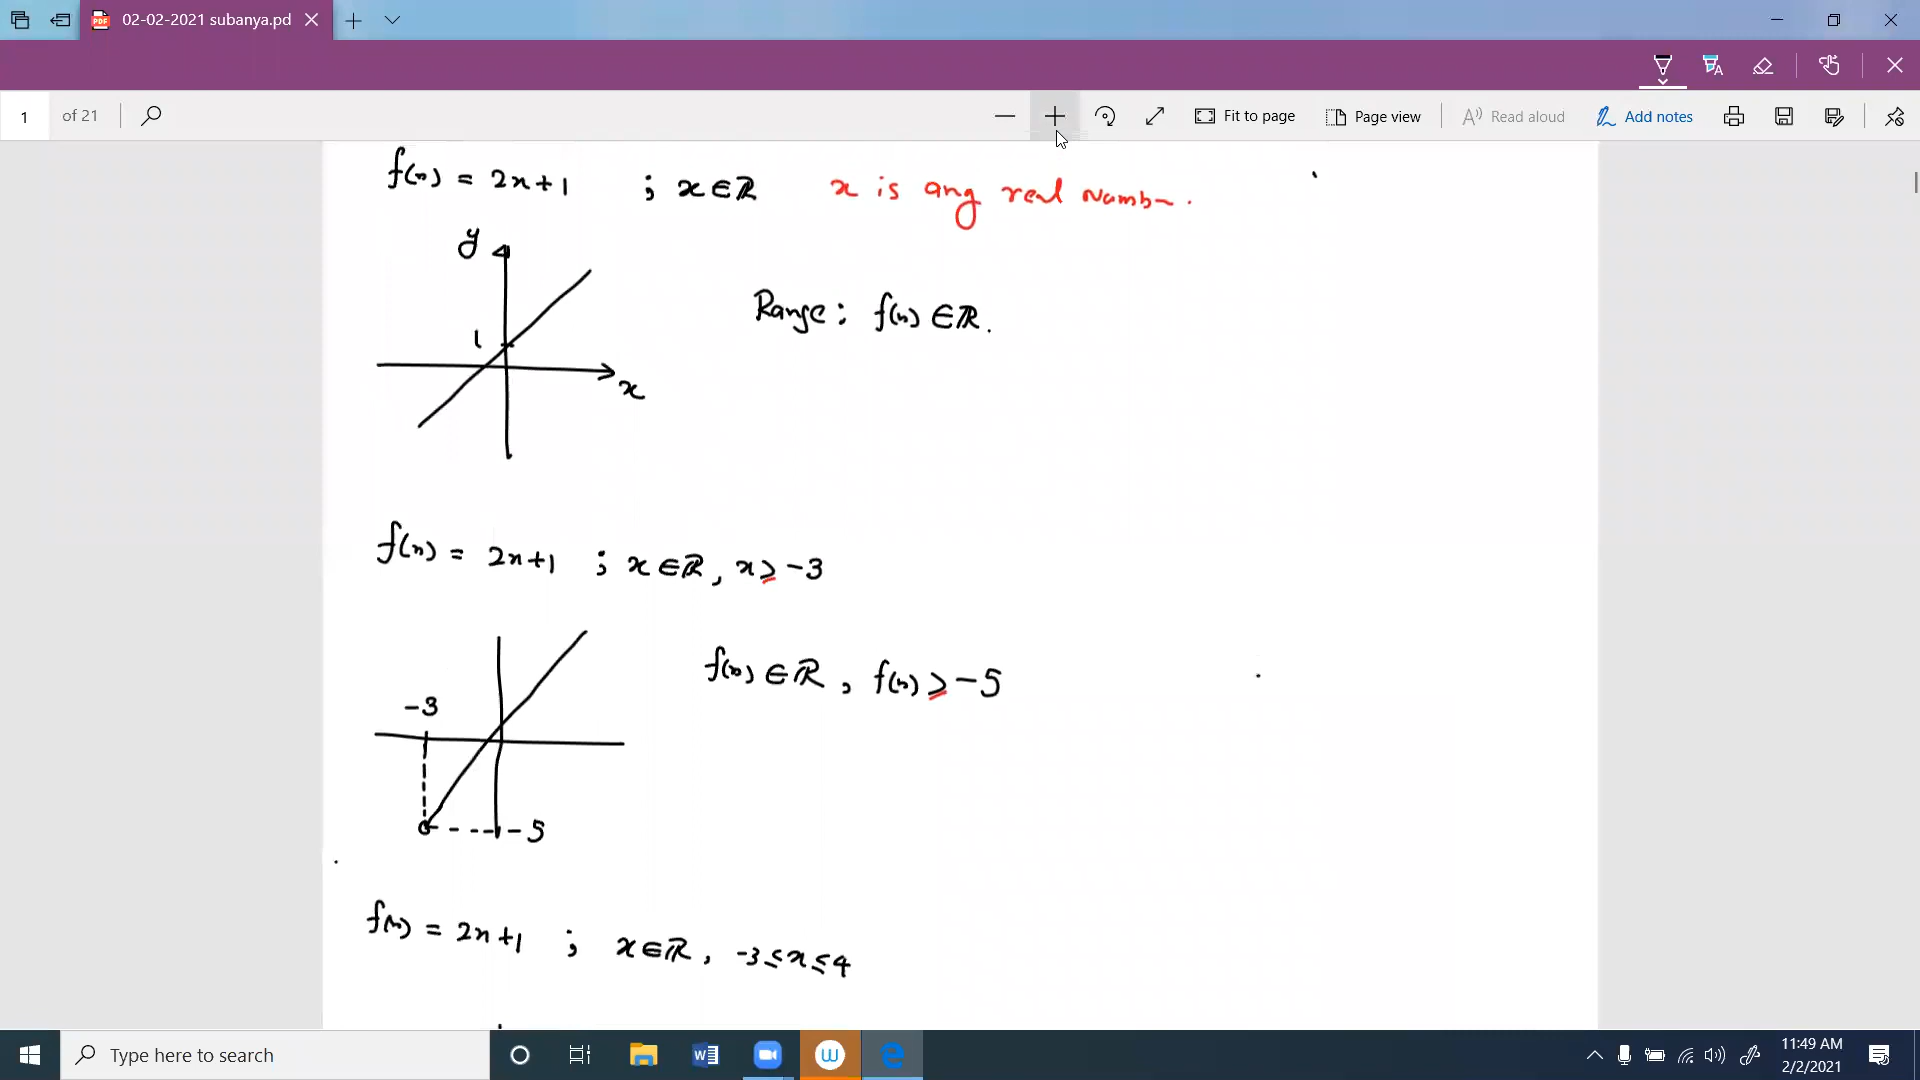 02-02-2021 subanya.pd
1 of 21
Fit to page
Page view
Read aloud
Add notes
f(x) = 2x+1 ; x∈ℝ x is any real Numb
y
1
x
Range: f(x) ∈ℝ.
f(x) = 2x+1 ; x∈ℝ, x≥-3
-3
f(x)∈ℝ, f(x)≥-5
-5
f(x) = 2x+1 ; x∈ℝ, -3≤x≤4
Type here to search
11:49 AM
2/2/2021